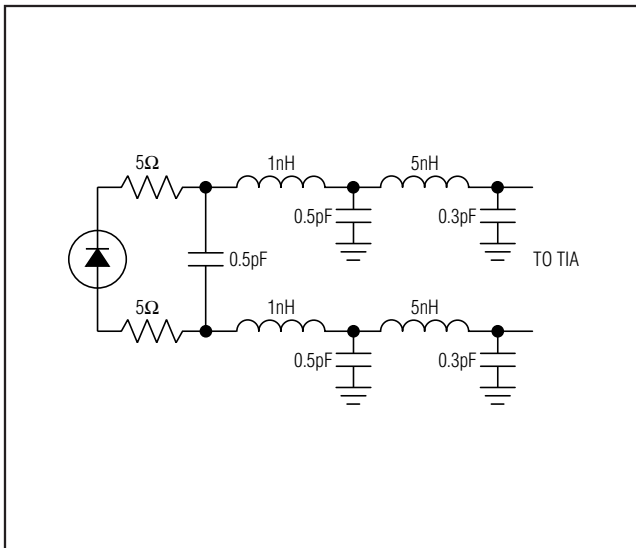 5Ω
1nH
5nH
0.5pF
0.3pF
0.5pF
TO TIA
5Ω
1nH
5nH
0.5pF
0.3pF